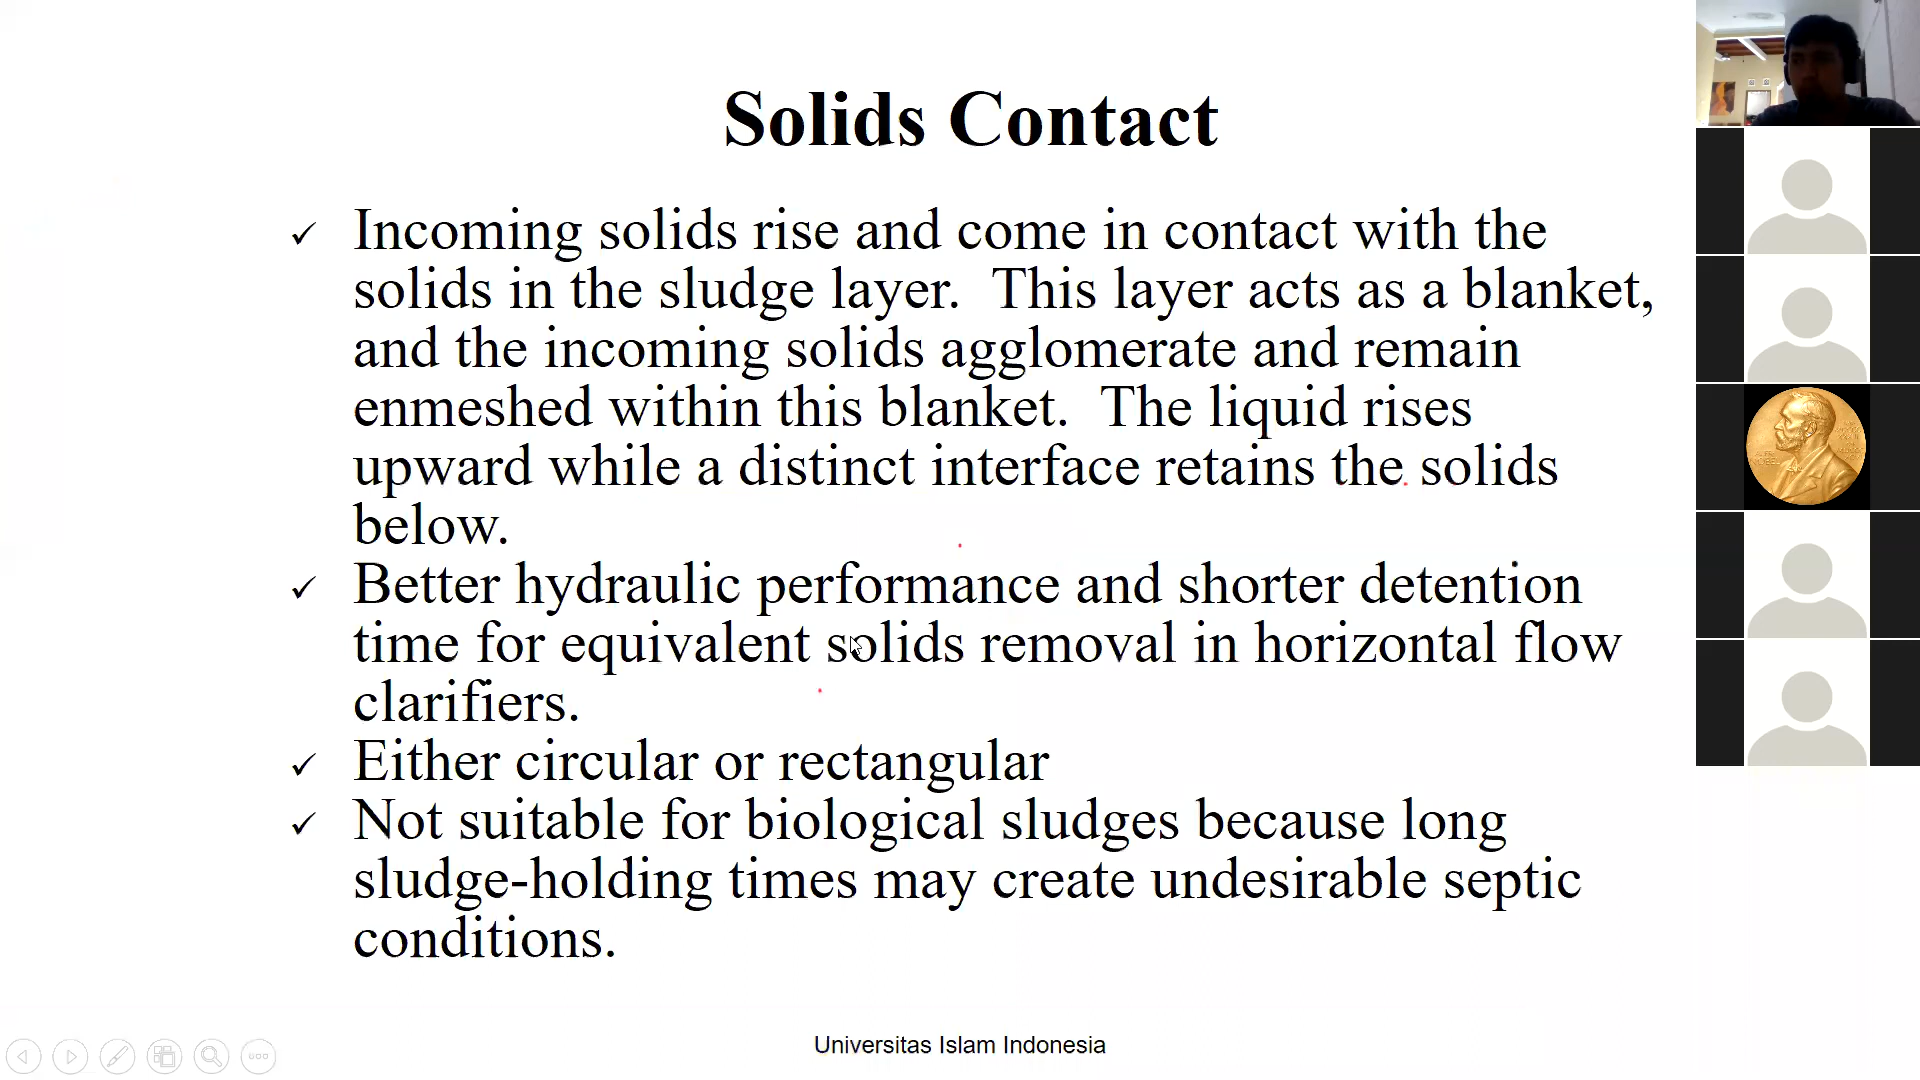 Solids Contact
Incoming solids rise and come in contact with the
solids in the sludge layer.  This layer acts as a blanket,
and the incoming solids agglomerate and remain
enmeshed within this blanket.  The liquid rises
upward while a distinct interface retains the solids
below.
Better hydraulic performance and shorter detention
time for equivalent solids removal in horizontal flow
clarifiers.
Either circular or rectangular
Not suitable for biological sludges because long
sludge-holding times may create undesirable septic
conditions.
Universitas Islam Indonesia